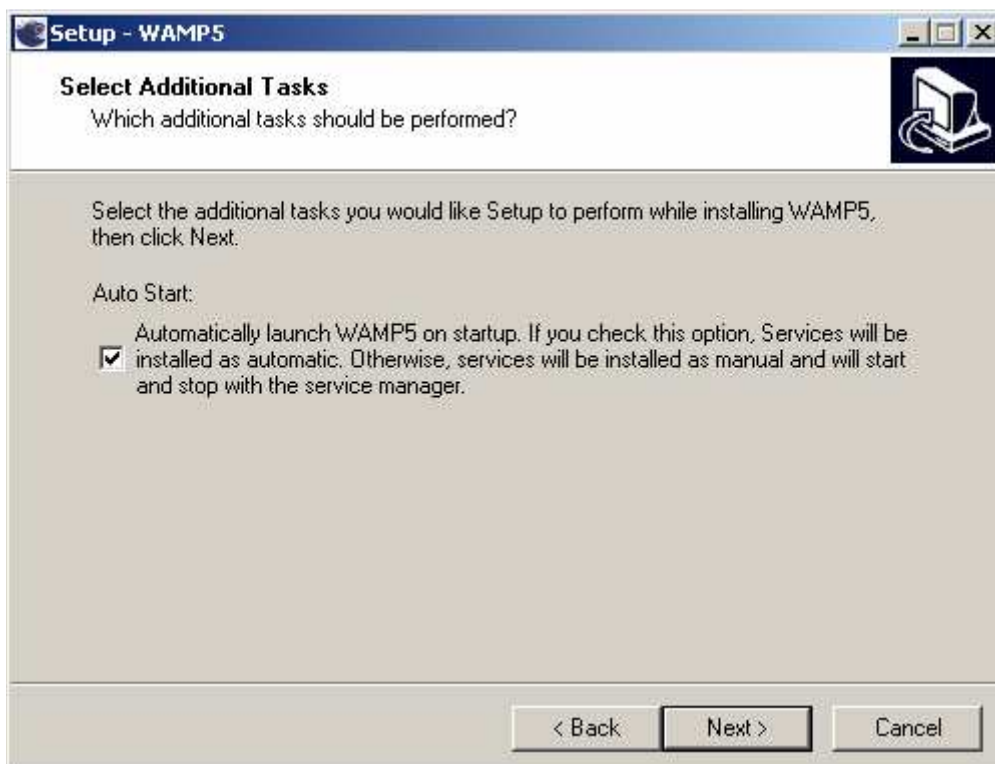 Setup - WAMP5
Select Additional Tasks
Which additional tasks should be performed?
Select the additional tasks you would like Setup to perform while installing WAMP5,
then click Next.
Auto Start:
Automatically launch WAMP5 on startup. If you check this option, Services will be
installed as automatic. Otherwise, services will be installed as manual and will start
and stop with the service manager.
< Back Next > Cancel